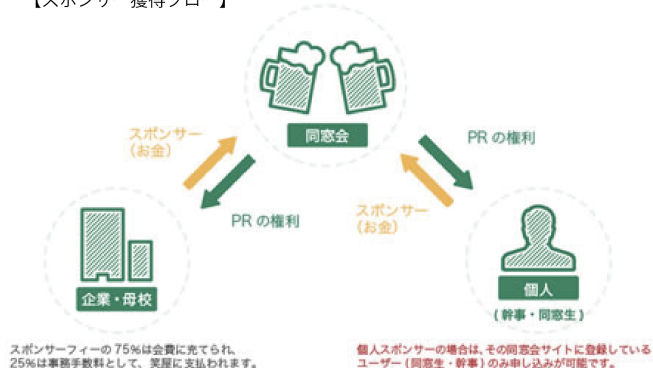 【スポンサー獲得フロー】
同窓会
スポンサー
（お金）
PR の権利
PR の権利
スポンサー
（お金）
企業・母校
個人
( 幹事・同窓生 )
スポンサーフィーの 75%は会費に充てられ、
25%は事務手数料として、笑屋に支払われます。
個人スポンサーの場合は、その同窓会サイトに登録している
ユーザー ( 同窓生・幹事 ) のみ申し込みが可能です。